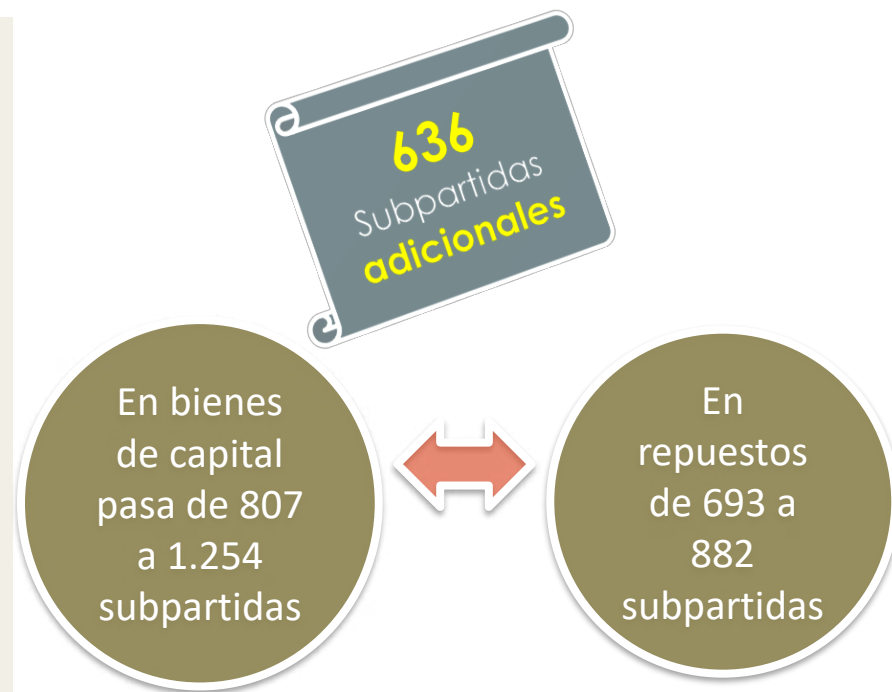 636
Subpartidas
adicionales
En bienes
de capital
pasa de 807
a 1.254
subpartidas
En
repuestos
de 693 a
882
subpartidas